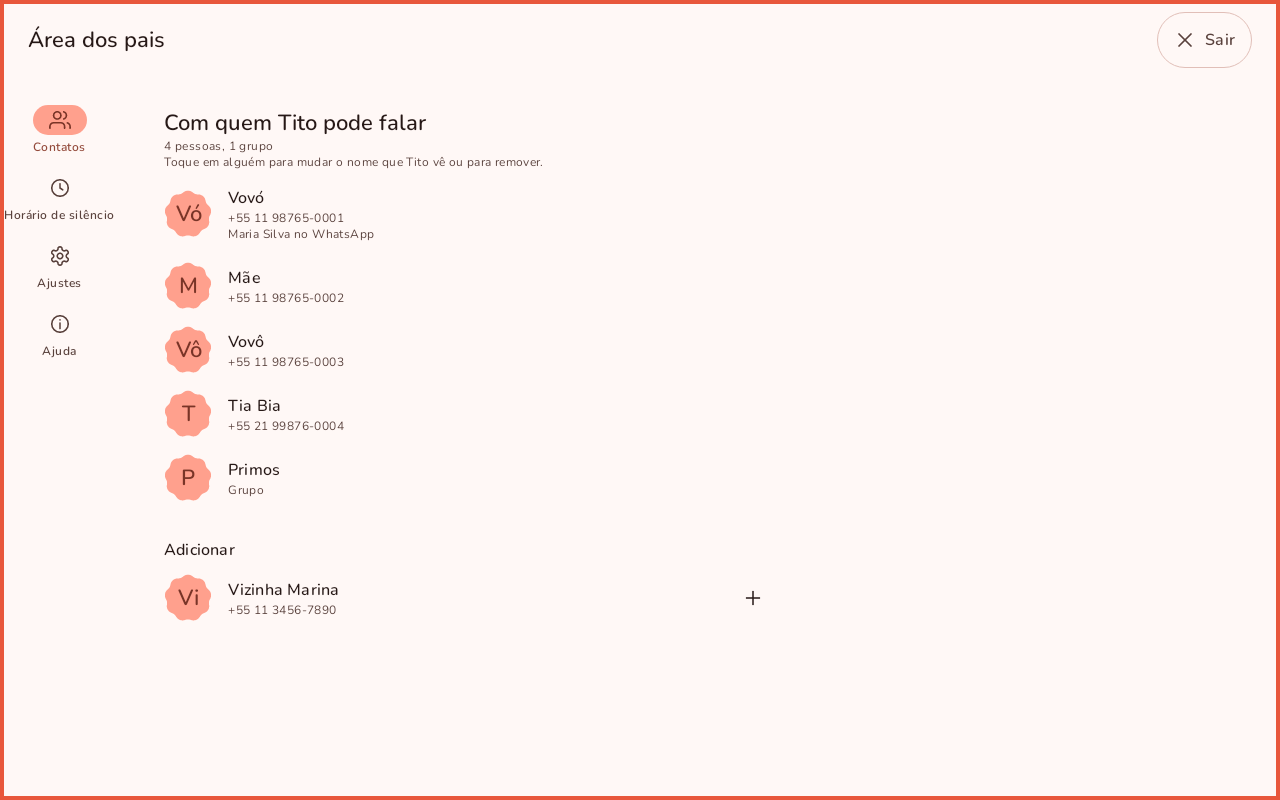 Área dos pais
Sair
Contatos
Horário de silêncio
Ajustes
Ajuda
Com quem Tito pode falar
4 pessoas, 1 grupo
Toque em alguém para mudar o nome que Tito vê ou para remover.
Vó
Vovó
+55 11 98765-0001
Maria Silva no WhatsApp
M
Mãe
+55 11 98765-0002
Vô
Vovô
+55 11 98765-0003
T
Tia Bia
+55 21 99876-0004
P
Primos
Grupo
Adicionar
Vi
Vizinha Marina
+55 11 3456-7890